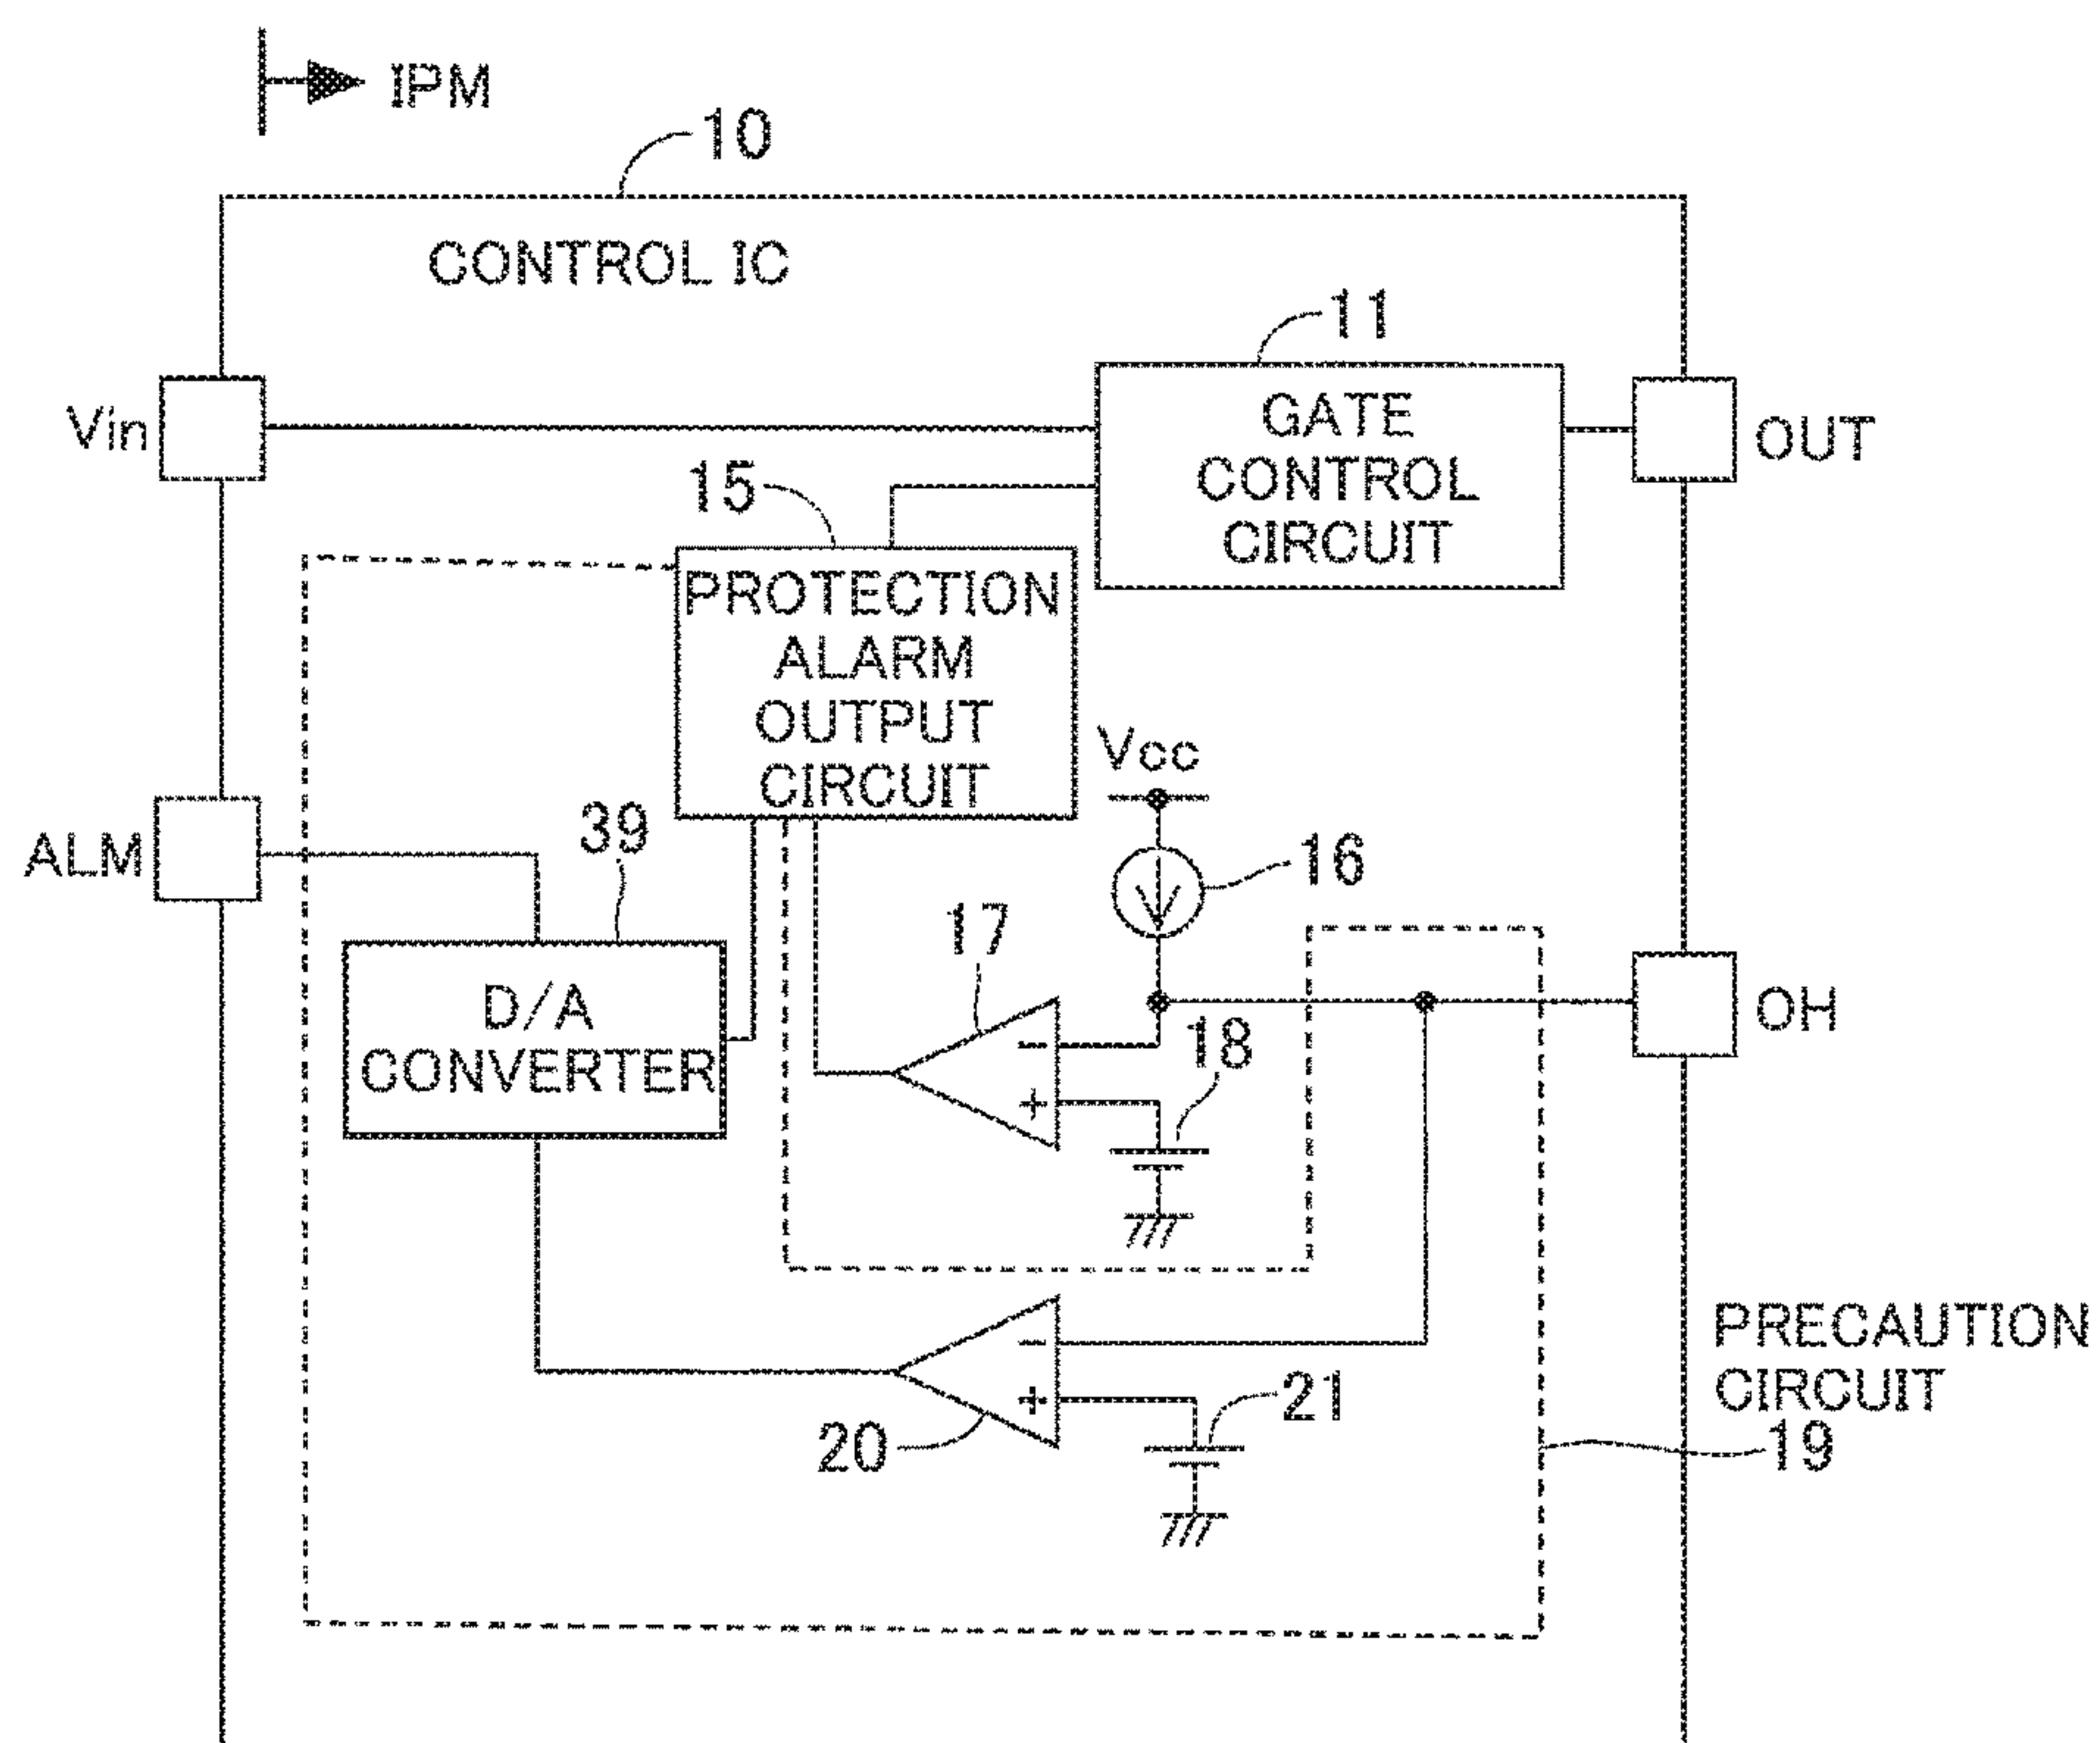 IPM
10
CONTROL IC
11
Vin
GATE
CONTROL
CIRCUIT
OUT
15
PROTECTION
ALARM
OUTPUT
CIRCUIT
Vcc
ALM
39
16
D/A
CONVERTER
17
-
+
18
OH
-
+
20
21
PRECAUTION
CIRCUIT
19